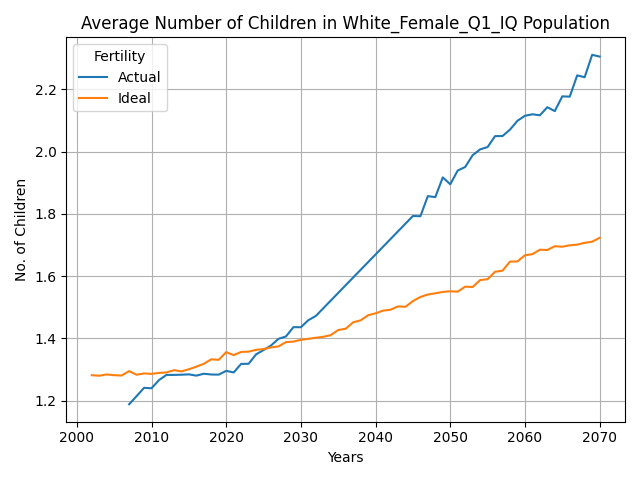 Average Number of Children in White_Female_Q1_IQ Population
Fertility
Actual
Ideal
No. of Children
2.2
2.0
1.8
1.6
1.4
1.2
2000 2010 2020 2030 2040 2050 2060 2070
Years